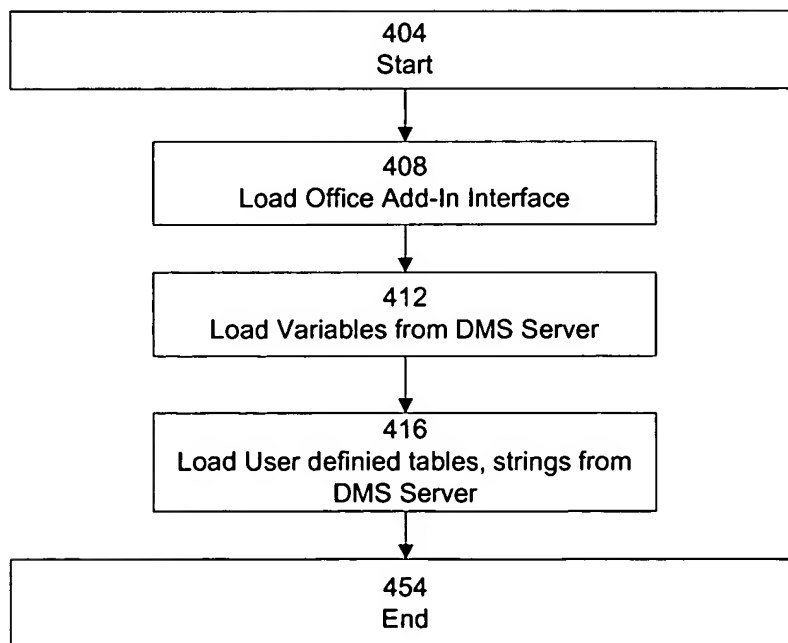 404
Start
408
Load Office Add-In Interface
412
Load Variables from DMS Server
416
Load User definied tables, strings from
DMS Server
454
End